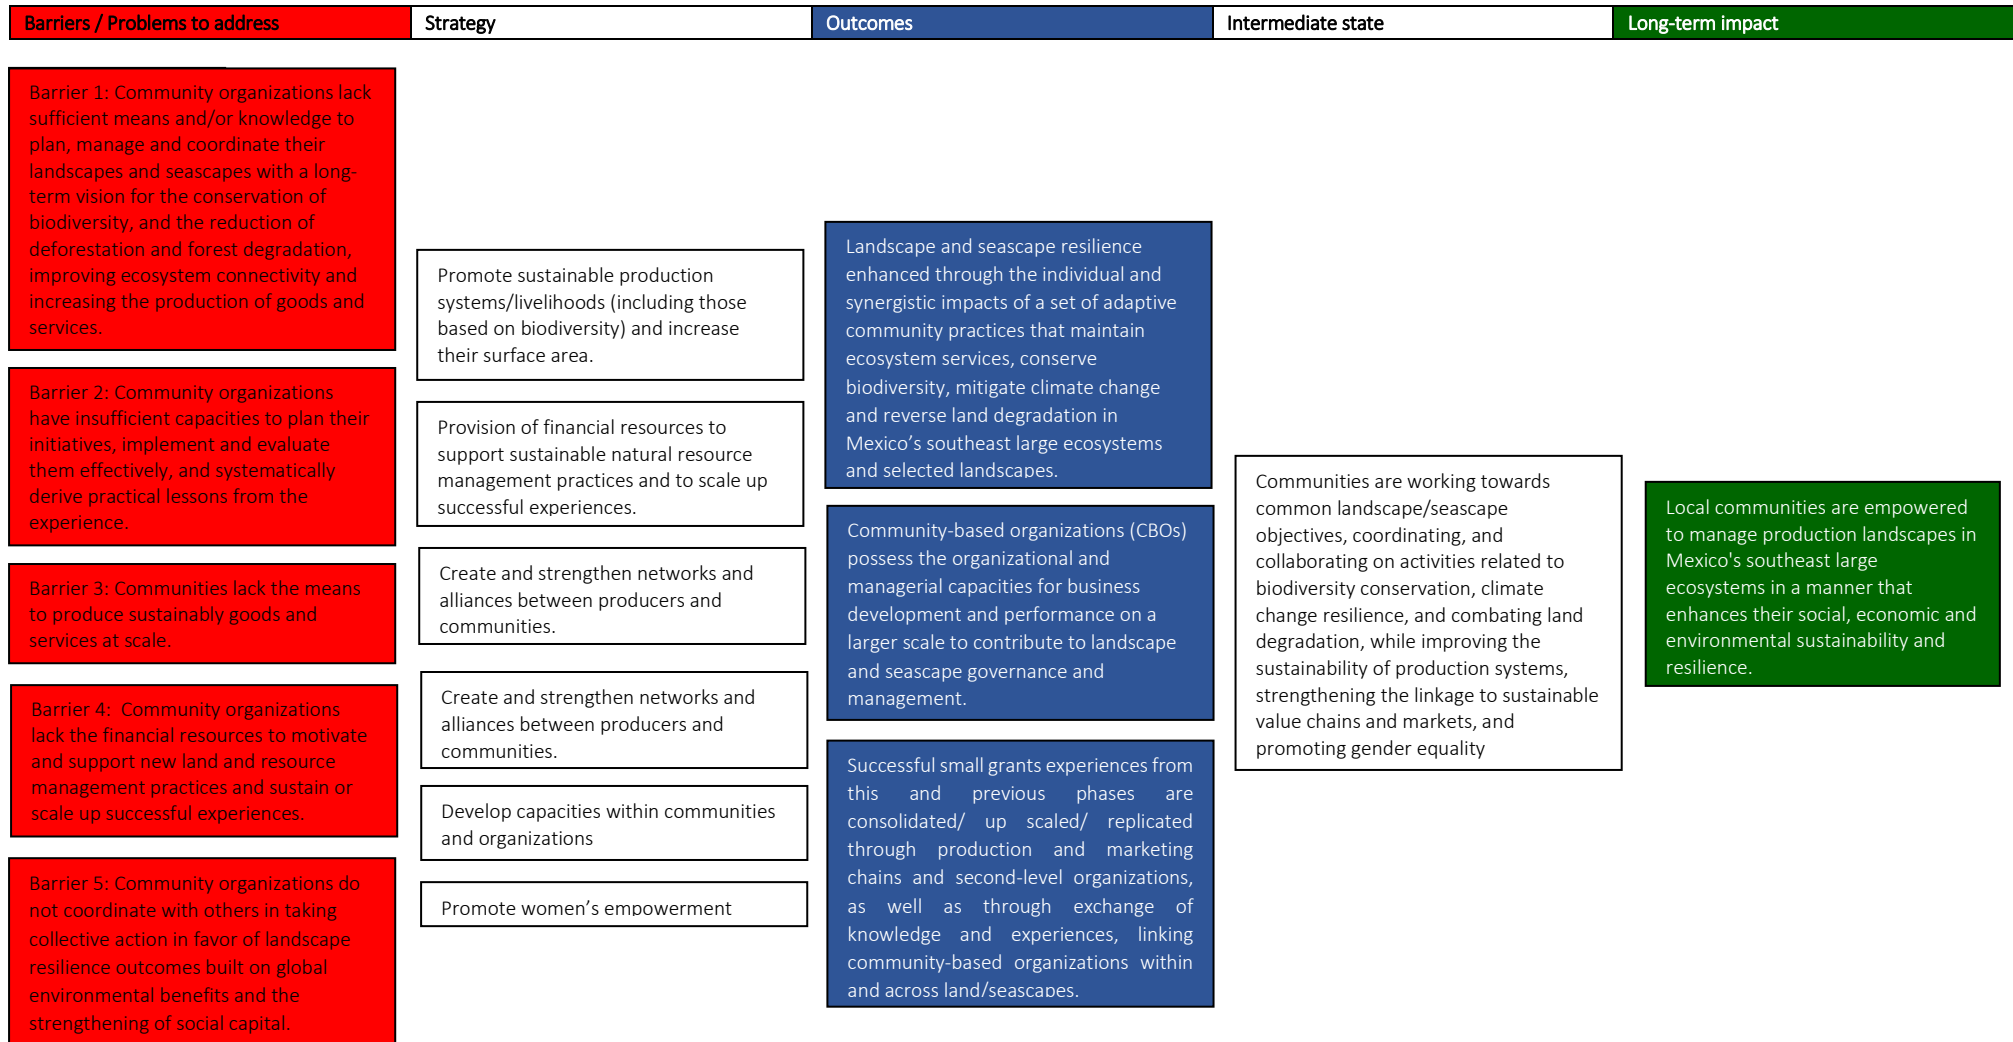 Barriers / Problems to address
Strategy
Outcomes
Intermediate state
Long-term impact
Barrier 1: Community organizations lack
sufficient means and/or knowledge to
plan, manage and coordinate their
landscapes and seascapes with a long-
term vision for the conservation of
biodiversity, and the reduction of
deforestation and forest degradation,
improving ecosystem connectivity and
increasing the production of goods and
services.
Barrier 2: Community organizations
have insufficient capacities to plan their
initiatives, implement and evaluate
them effectively, and systematically
derive practical lessons from the
experience.
Barrier 3: Communities lack the means
to produce sustainably goods and
services at scale.
Barrier 4:  Community organizations
lack the financial resources to motivate
and support new land and resource
management practices and sustain or
scale up successful experiences.
Barrier 5: Community organizations do
not coordinate with others in taking
collective action in favor of landscape
resilience outcomes built on global
environmental benefits and the
strengthening of social capital.
Promote sustainable production
systems/livelihoods (including those
based on biodiversity) and increase
their surface area.
Provision of financial resources to
support sustainable natural resource
management practices and to scale up
successful experiences.
Create and strengthen networks and
alliances between producers and
communities.
Create and strengthen networks and
alliances between producers and
communities.
Develop capacities within communities
and organizations
Promote women’s empowerment
Landscape and seascape resilience
enhanced through the individual and
synergistic impacts of a set of adaptive
community practices that maintain
ecosystem services, conserve
biodiversity, mitigate climate change
and reverse land degradation in
Mexico’s southeast large ecosystems
and selected landscapes.
Community-based organizations (CBOs)
possess the organizational and
managerial capacities for business
development and performance on a
larger scale to contribute to landscape
and seascape governance and
management.
Successful small grants experiences from
this and previous phases are
consolidated/ up scaled/ replicated
through production and marketing
chains and second-level organizations,
as well as through exchange of
knowledge and experiences, linking
community-based organizations within
and across land/seascapes.
Communities are working towards
common landscape/seascape
objectives, coordinating, and
collaborating on activities related to
biodiversity conservation, climate
change resilience, and combating land
degradation, while improving the
sustainability of production systems,
strengthening the linkage to sustainable
value chains and markets, and
promoting gender equality
Local communities are empowered
to manage production landscapes in
Mexico's southeast large
ecosystems in a manner that
enhances their social, economic and
environmental sustainability and
resilience.